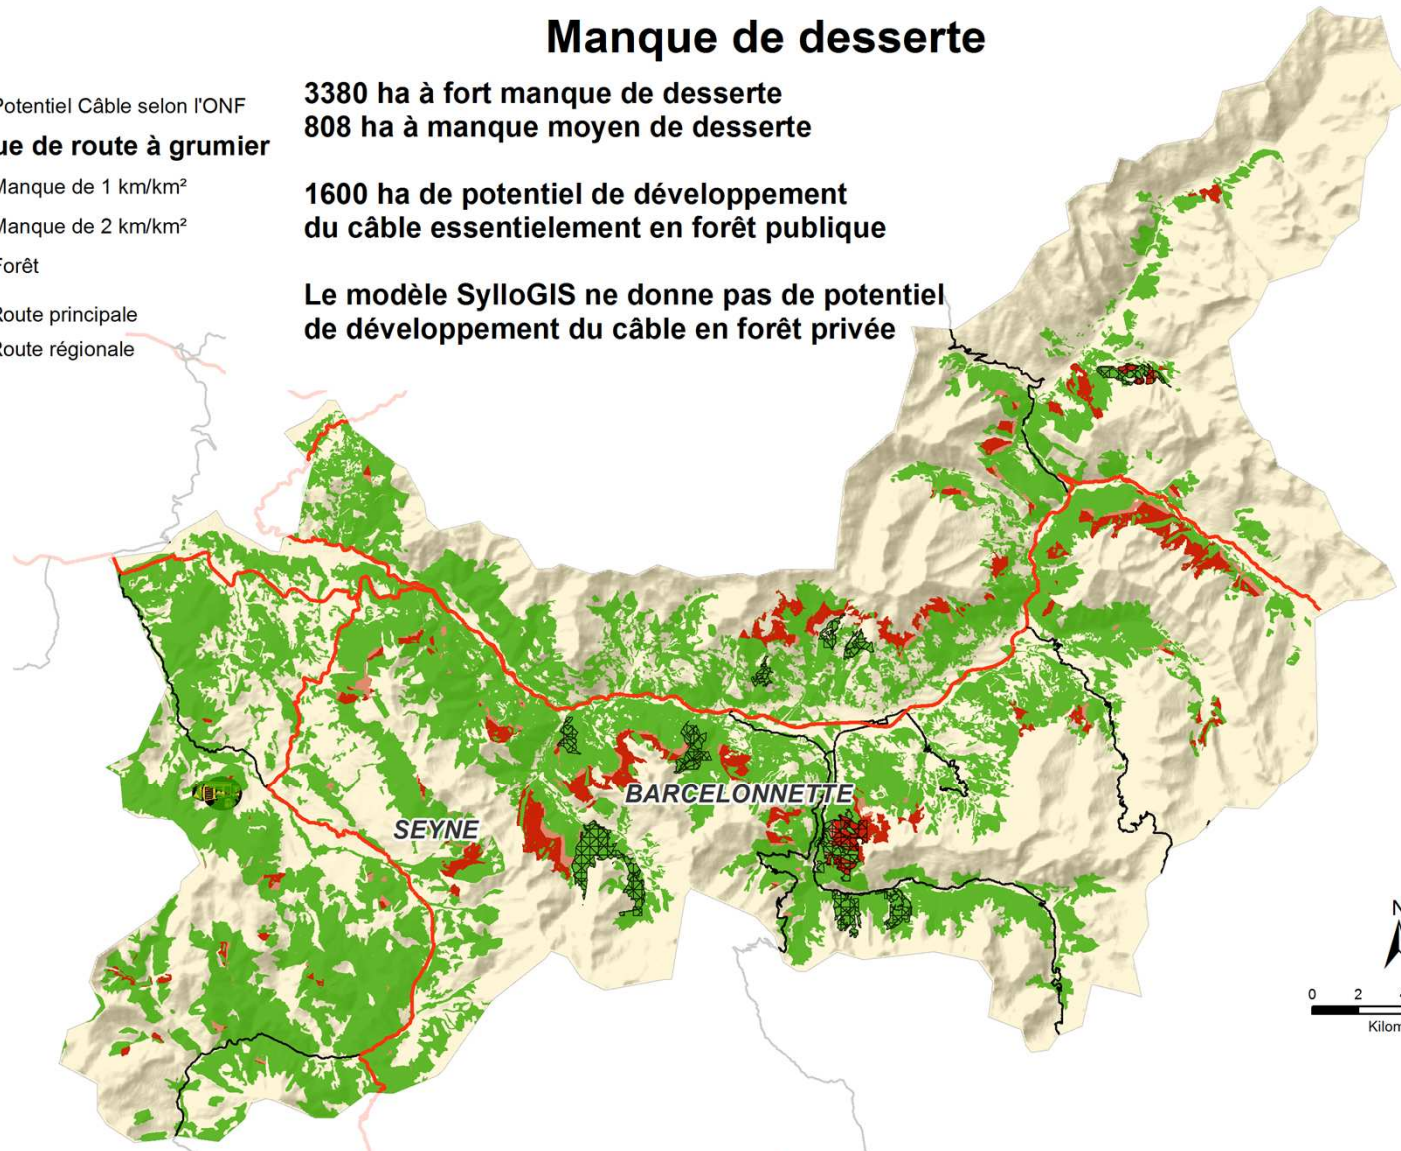 Manque de desserte
Potentiel Câble selon l'ONF
ue de route à grumier
Manque de 1 km/km²
Manque de 2 km/km²
Forêt
Route principale
Route régionale
3380 ha à fort manque de desserte
808 ha à manque moyen de desserte
1600 ha de potentiel de développement
du câble essentielement en forêt publique
Le modèle SylloGIS ne donne pas de potentiel
de développement du câble en forêt privée
BARCELONNETTE
SEYNE
N
0 2
Kilom